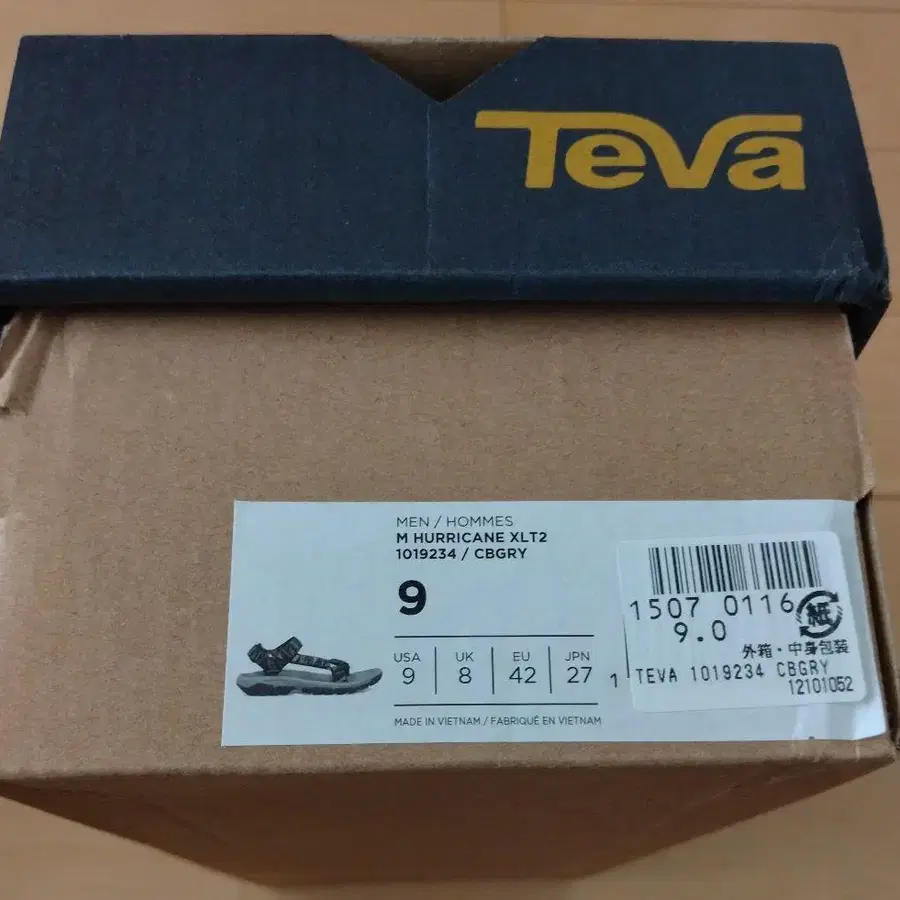 Teva
MEN / HOMMES
M HURRICANE XLT2
1019234 / CBGRY
9
USA UK EU JPN
9 8 42 27
MADE IN VIETNAM / FABRIQUÉ EN VIETNAM
1
1507 0116
9.0
紙
外箱・中身包装
TEVA 1019234 CBGRY
12101052